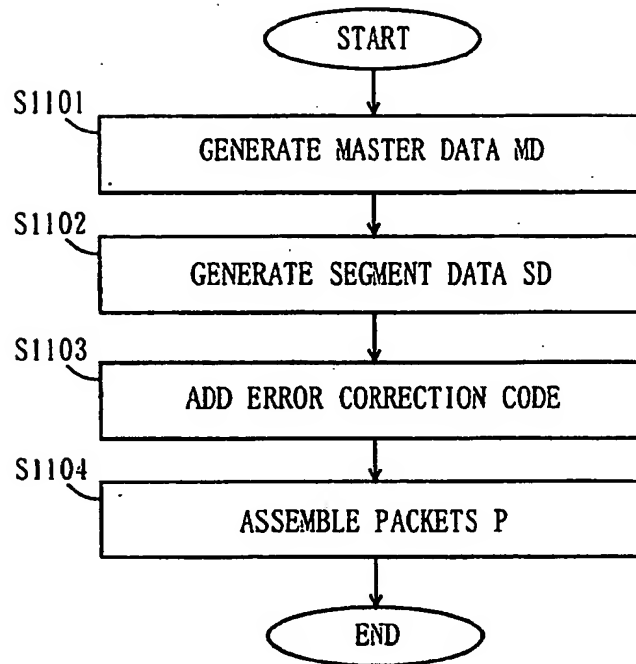 START
S1101
GENERATE MASTER DATA MD
S1102
GENERATE SEGMENT DATA SD
S1103
ADD ERROR CORRECTION CODE
S1104
ASSEMBLE PACKETS P
END